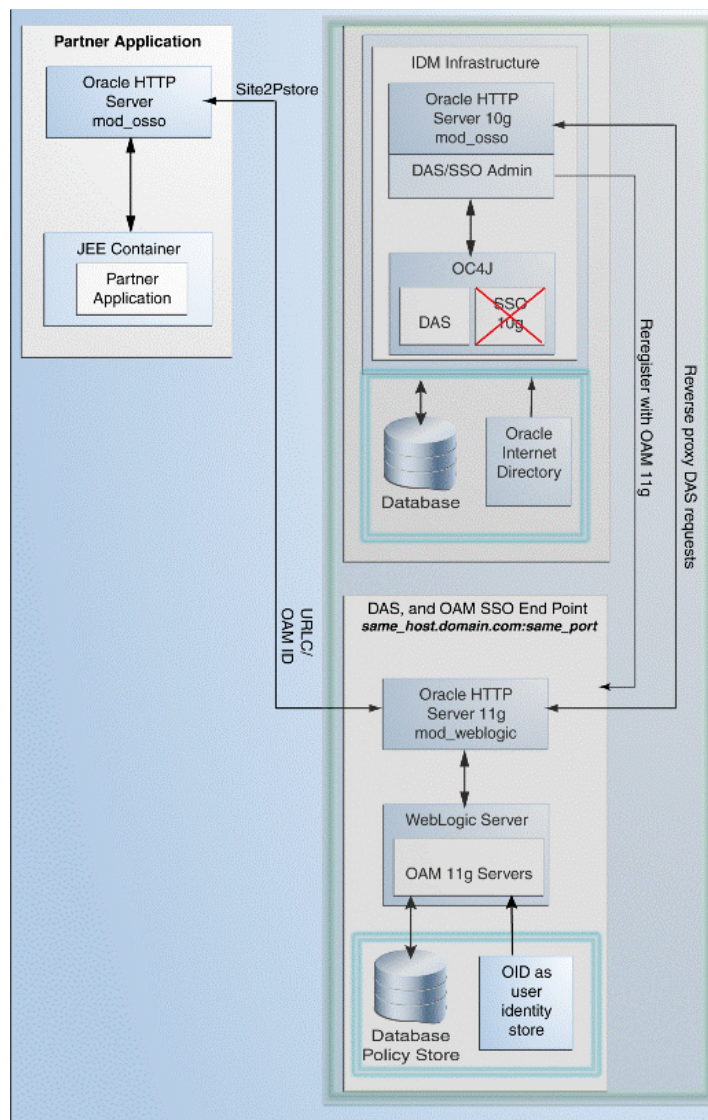 Partner Application
Oracle HTTP
Server
mod_osso
JEE Container
Partner
Application
Site2Pstore
IDM Infrastructure
Oracle HTTP
Server 10g
mod_osso
DAS/SSO Admin
OC4J
DAS
SSO
10g
Database
Oracle
Internet
Directory
Reregister with OAM 11g
Reverse proxy DAS requests
URLC/
OAM ID
DAS, and OAM SSO End Point
same_host.domain.com:same_port
Oracle HTTP
Server 11g
mod_weblogic
WebLogic Server
OAM 11g Servers
Database
Policy Store
OID as
user
identity
store